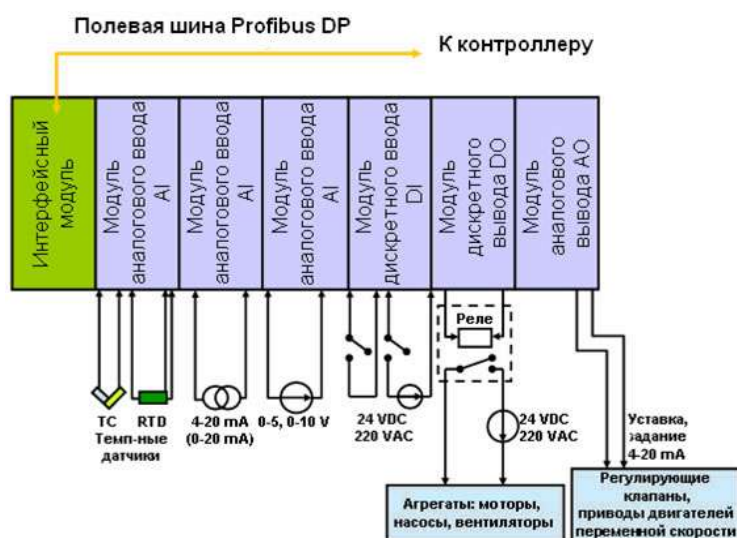 Полевая шина Profibus DP
К контроллеру
Интерфейсный
модуль
Модуль
аналогового ввода
AI
Модуль
аналогового ввода
AI
Модуль
аналогового ввода
AI
Модуль
дискретного ввода
DI
Модуль
дискретного
вывода DO
Модуль
аналогового
вывода AO
Реле
TC RTD
Темп-ные
датчики
4-20 mA
(0-20 mA)
0-5, 0-10 V
24 VDC
220 VAC
24 VDC
220 VAC
Уставка,
задание
4-20 mA
Агрегаты: моторы,
насосы, вентиляторы
Регулирующие
клапаны,
приводы двигателей
переменной скорости